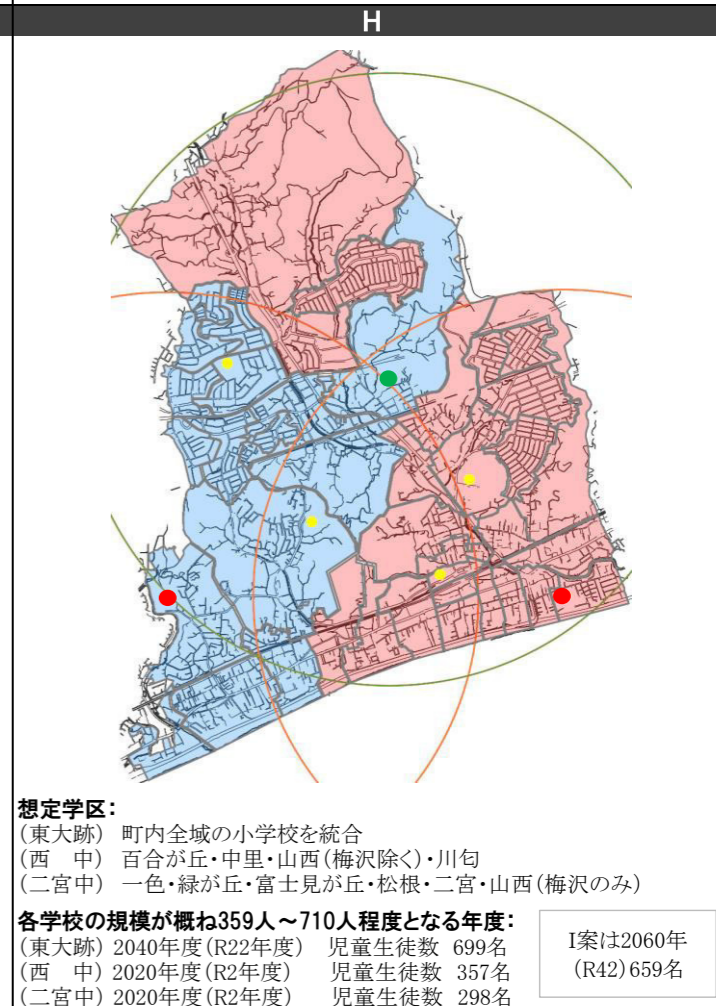 H
想定学区：
（東大跡） 町内全域の小学校を統合
（西　中） 百合が丘・中里・山西（梅沢除く）・川匂
（二宮中） 一色・緑が丘・富士見が丘・松根・二宮・山西（梅沢のみ）
各学校の規模が概ね359人～710人程度となる年度：
（東大跡） 2040年度（R22年度）　児童生徒数 699名
（西　中） 2020年度（R2年度）　児童生徒数 357名
（二宮中） 2020年度（R2年度）　児童生徒数 298名
I案は2060年
（R42）659名